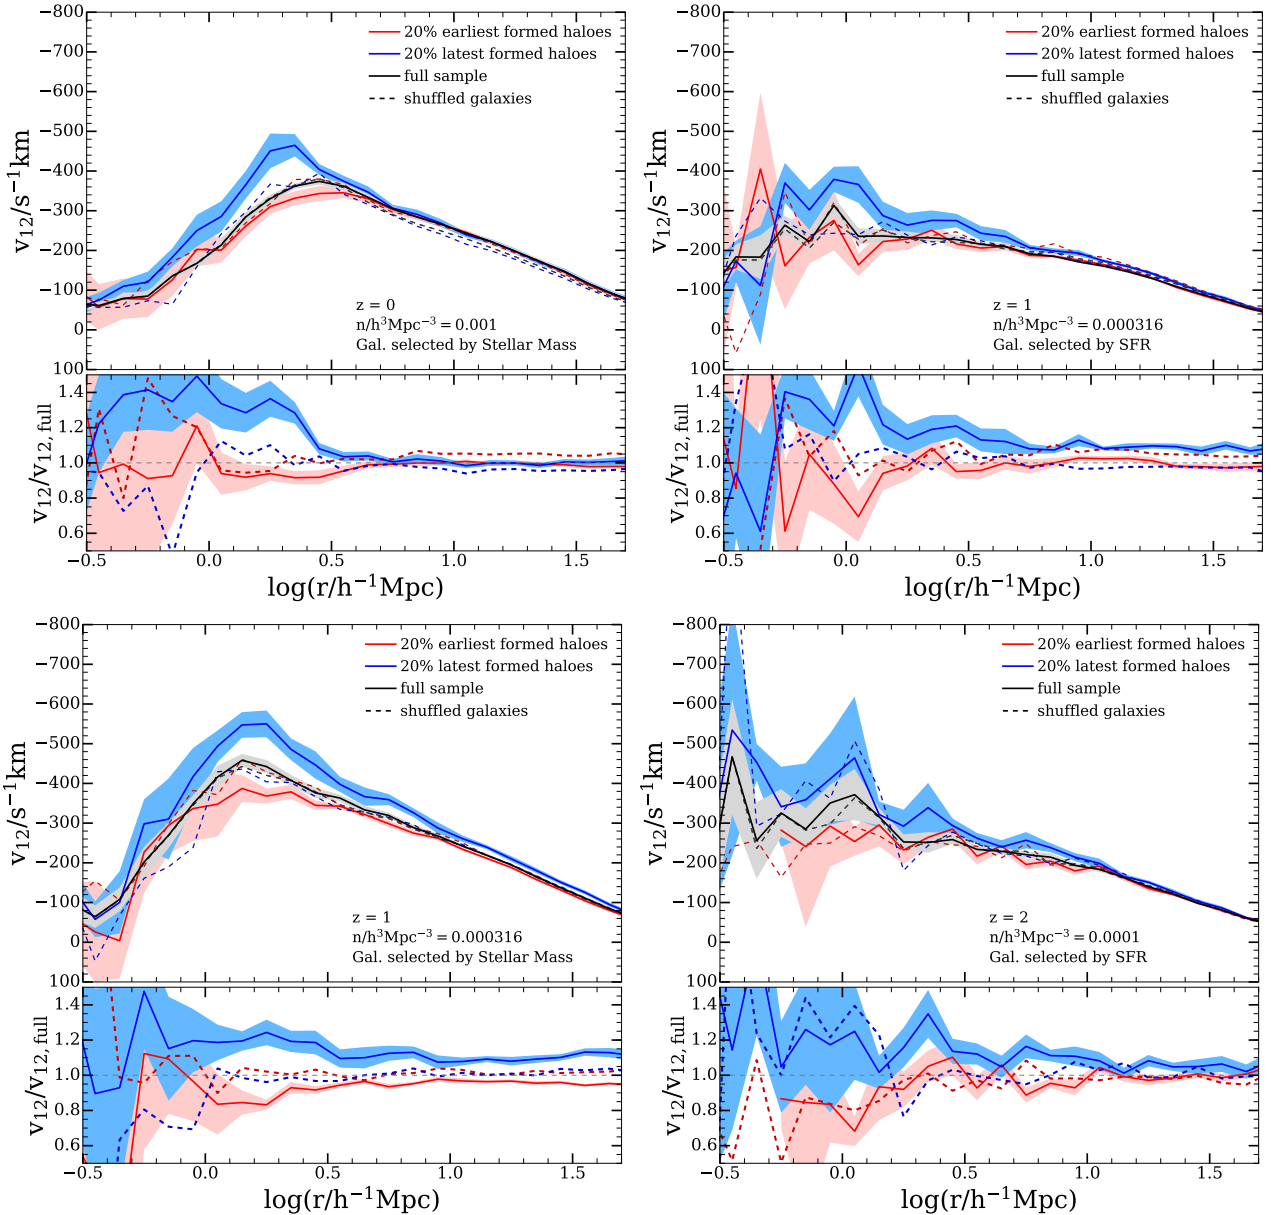 −800
−700
−600
−500
−400
−300
−200
−100
0
100
v12/s−1km
20% earliest formed haloes
20% latest formed haloes
full sample
shuffled galaxies
z = 0
n/h3Mpc−3 = 0.001
Gal. selected by Stellar Mass
1.4
1.2
1.0
0.8
0.6
v12/v12, full
−0.5 0.0 0.5 1.0 1.5
log(r/h−1Mpc)
−800
−700
−600
−500
−400
−300
−200
−100
0
100
v12/s−1km
20% earliest formed haloes
20% latest formed haloes
full sample
shuffled galaxies
z = 1
n/h3Mpc−3 = 0.000316
Gal. selected by SFR
1.4
1.2
1.0
0.8
0.6
v12/v12, full
−0.5 0.0 0.5 1.0 1.5
log(r/h−1Mpc)
−800
−700
−600
−500
−400
−300
−200
−100
0
100
v12/s−1km
20% earliest formed haloes
20% latest formed haloes
full sample
shuffled galaxies
z = 1
n/h3Mpc−3 = 0.000316
Gal. selected by Stellar Mass
1.4
1.2
1.0
0.8
0.6
v12/v12, full
−0.5 0.0 0.5 1.0 1.5
log(r/h−1Mpc)
−800
−700
−600
−500
−400
−300
−200
−100
0
100
v12/s−1km
20% earliest formed haloes
20% latest formed haloes
full sample
shuffled galaxies
z = 2
n/h3Mpc−3 = 0.0001
Gal. selected by SFR
1.4
1.2
1.0
0.8
0.6
v12/v12, full
−0.5 0.0 0.5 1.0 1.5
log(r/h−1Mpc)